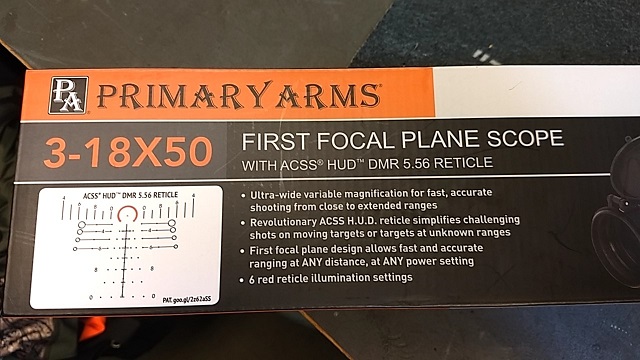 PA PRIMARY ARMS®
3-18X50
FIRST FOCAL PLANE SCOPE
WITH ACSS® HUD™ DMR 5.56 RETICLE
ACSS® HUD™ DMR 5.56 RETICLE
4
8
8
PAT. goo.gl/2z62aSS
• Ultra-wide variable magnification for fast, accurate
shooting from close to extended ranges
• Revolutionary ACSS H.U.D. reticle simplifies challenging
shots on moving targets or targets at unknown ranges
• First focal plane design allows fast and accurate
ranging at ANY distance, at ANY power setting
• 6 red reticle illumination settings